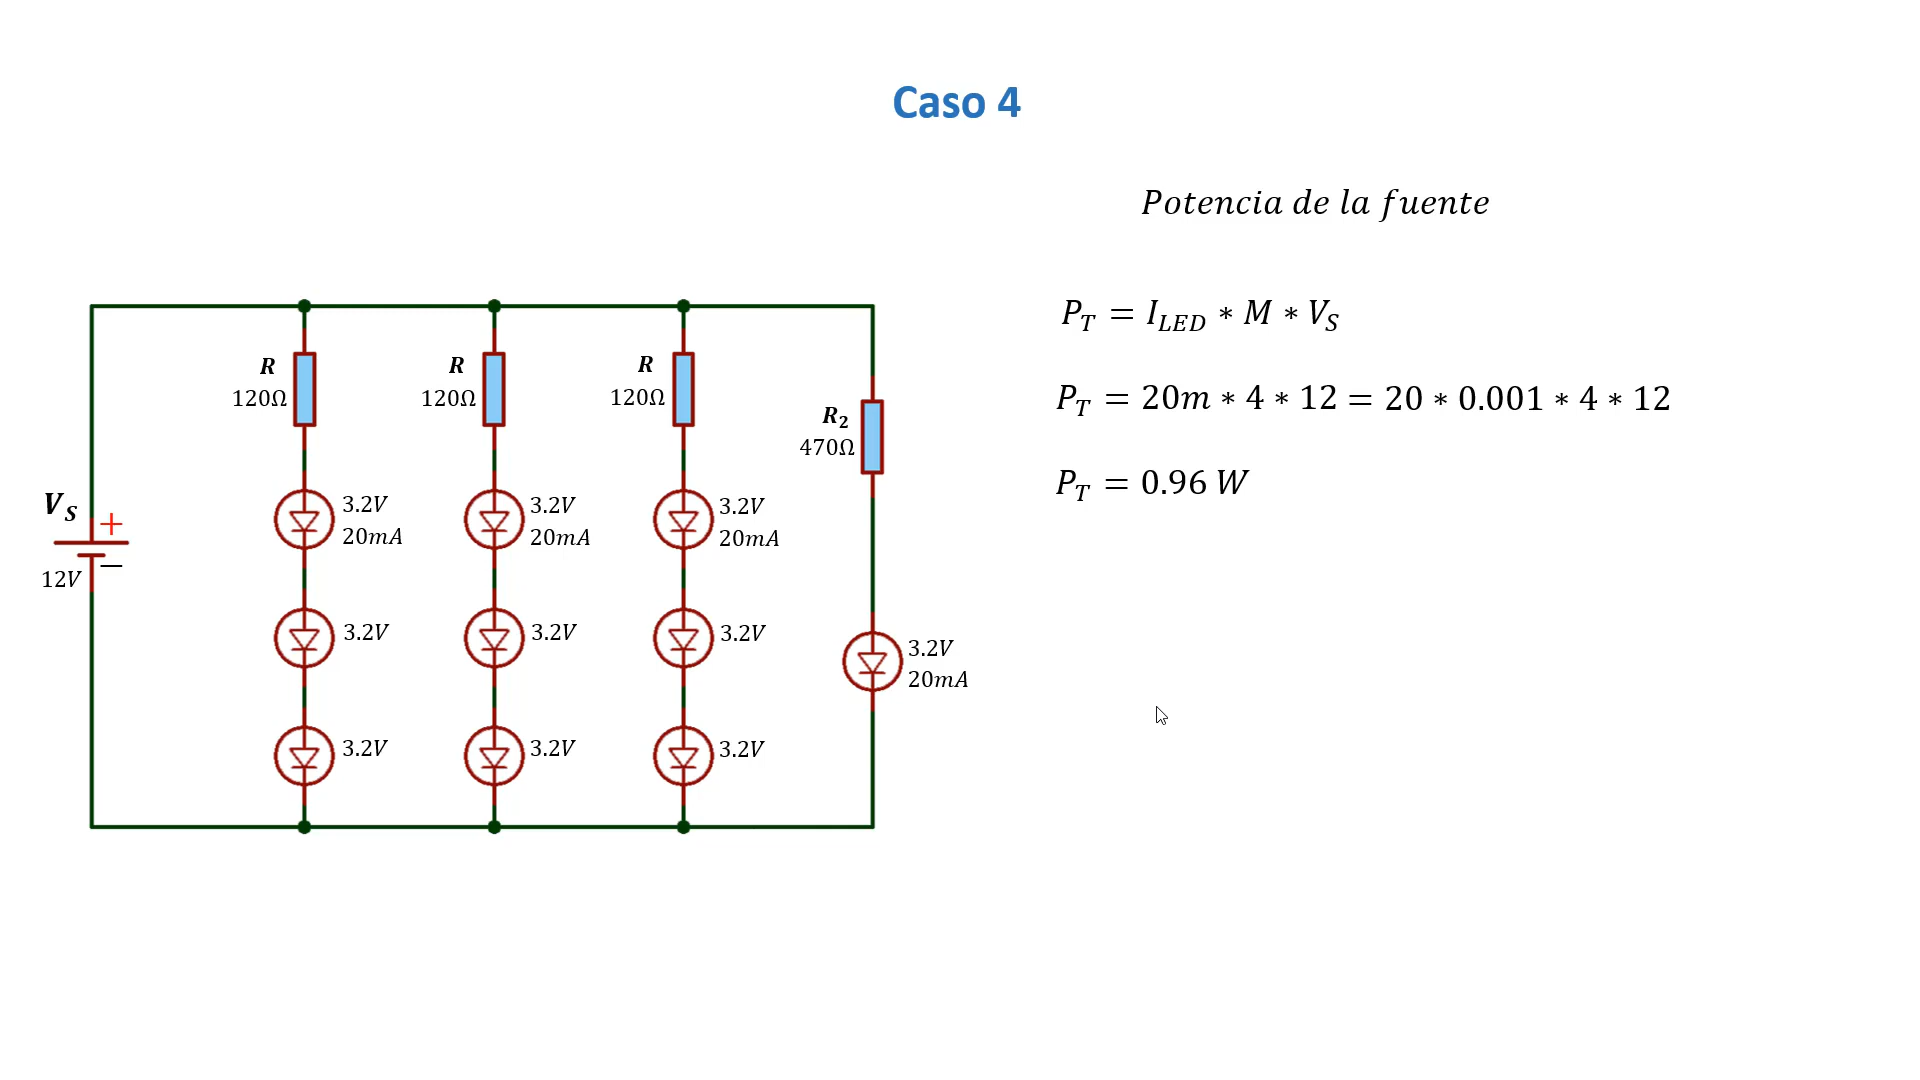 Caso 4
Potencia de la fuente
P_T = I_LED * M * V_S
P_T = 20m * 4 * 12 = 20 * 0.001 * 4 * 12
P_T = 0.96 W
V_S
+
−
12V
R
120Ω
3.2V
20mA
3.2V
3.2V
R
120Ω
3.2V
20mA
3.2V
3.2V
R
120Ω
3.2V
20mA
3.2V
3.2V
R_2
470Ω
3.2V
20mA